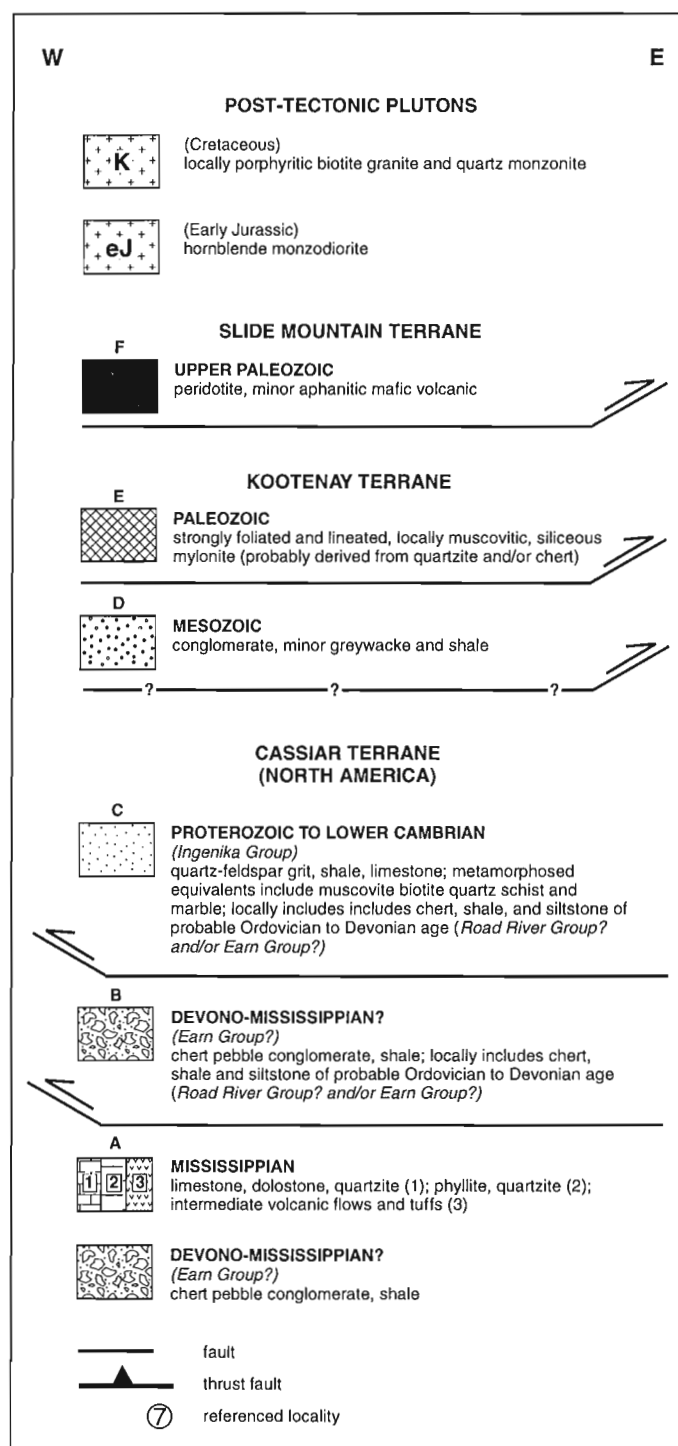 W E
POST-TECTONIC PLUTONS
K
(Cretaceous)
locally porphyritic biotite granite and quartz monzonite
eJ
(Early Jurassic)
hornblende monzodiorite
SLIDE MOUNTAIN TERRANE
F
UPPER PALEOZOIC
peridotite, minor aphanitic mafic volcanic
KOOTENAY TERRANE
E
PALEOZOIC
strongly foliated and lineated, locally muscovitic, siliceous
mylonite (probably derived from quartzite and/or chert)
D
MESOZOIC
conglomerate, minor greywacke and shale
? ? ?
CASSIAR TERRANE
(NORTH AMERICA)
C
PROTEROZOIC TO LOWER CAMBRIAN
(Ingenika Group)
quartz-feldspar grit, shale, limestone; metamorphosed
equivalents include muscovite biotite quartz schist and
marble; locally includes includes chert, shale, and siltstone of
probable Ordovician to Devonian age (Road River Group?
and/or Earn Group?)
B
DEVONO-MISSISSIPPIAN?
(Earn Group?)
chert pebble conglomerate, shale; locally includes chert,
shale and siltstone of probable Ordovician to Devonian age
(Road River Group? and/or Earn Group?)
A
1 2 3
MISSISSIPPIAN
limestone, dolostone, quartzite (1); phyllite, quartzite (2);
intermediate volcanic flows and tuffs (3)
DEVONO-MISSISSIPPIAN?
(Earn Group?)
chert pebble conglomerate, shale
fault
thrust fault
7 referenced locality